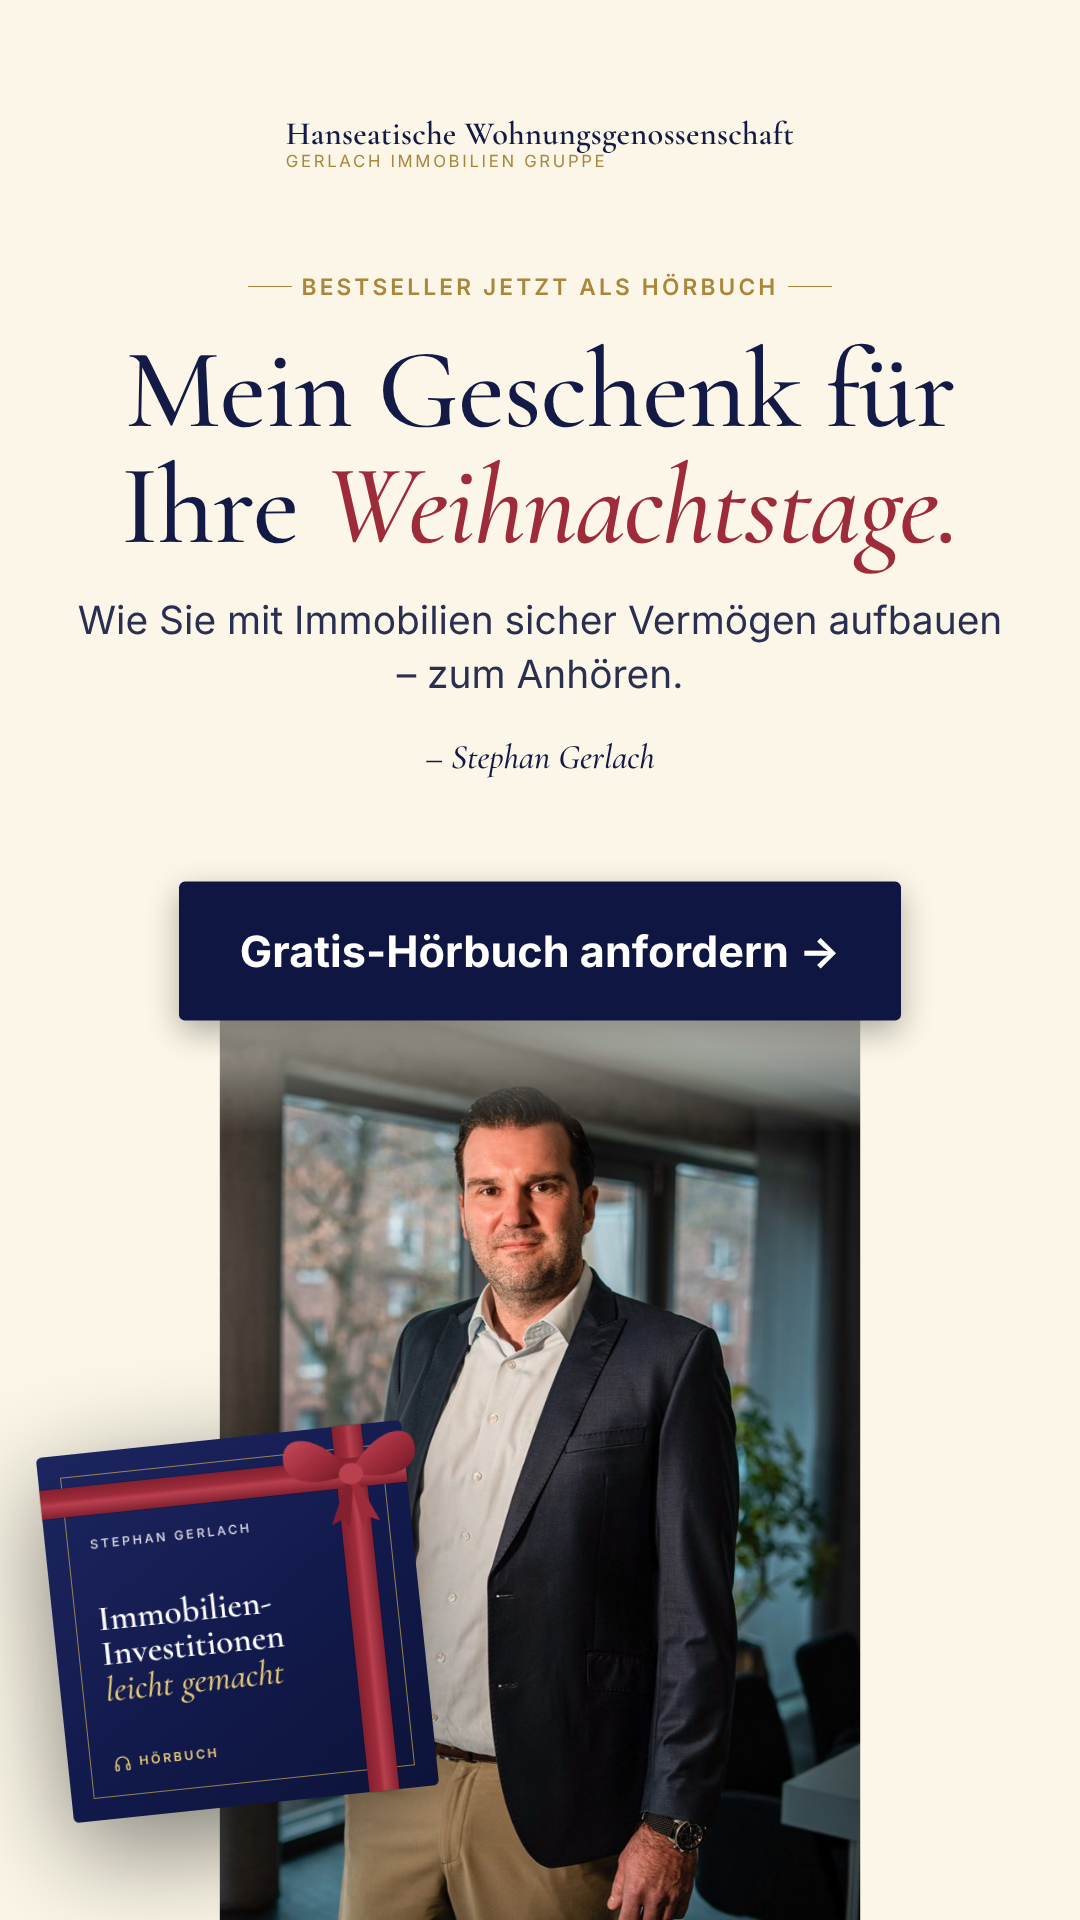 Hanseatische Wohnungsgenossenschaft
GERLACH IMMOBILIEN GRUPPE
BESTSELLER JETZT ALS HÖRBUCH
Mein Geschenk für
Ihre Weihnachtstage.
Wie Sie mit Immobilien sicher Vermögen aufbauen
– zum Anhören.
– Stephan Gerlach
Gratis-Hörbuch anfordern →
STEPHAN GERLACH
Immobilien-
Investitionen
leicht gemacht
HÖRBUCH